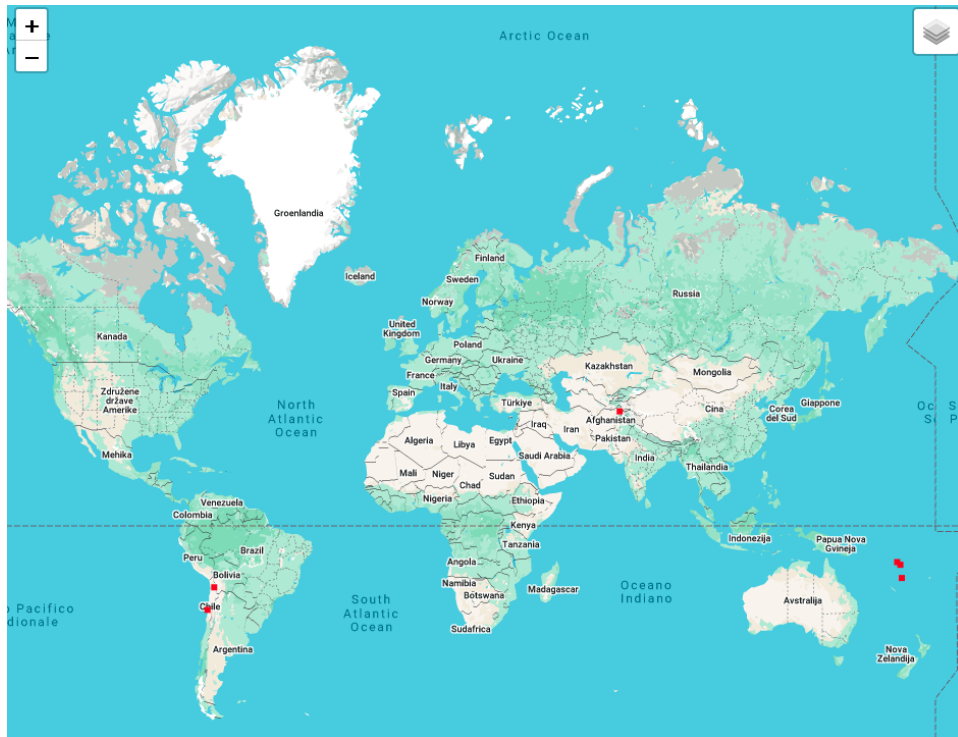 +
−
Arctic Ocean
Groenlandia
Iceland
Finland
Sweden
Norway
Russia
United
Kingdom
Poland
Germany
Ukraine
France
Italy
Spain
Türkiye
Kazakhstan
Mongolia
Kanada
Združene
države
Amerike
Mehika
North
Atlantic
Ocean
Algeria
Libya
Egypt
Iraq
Iran
Afghanistan
Pakistan
Cina
Corea
del Sud
Giappone
Saudi Arabia
Mali
Niger
Chad
Sudan
India
Thailandia
Nigeria
Ethiopia
Kenya
Tanzania
Venezuela
Colombia
Peru
Brazil
Bolivia
Chile
Argentina
Angola
Namibia
Botswana
Sudafrica
Madagascar
South
Atlantic
Ocean
Oceano
Indiano
Indonezija
Papua Nova
Gvineja
Avstralija
Nova
Zelandija
o Pacifico
dionale